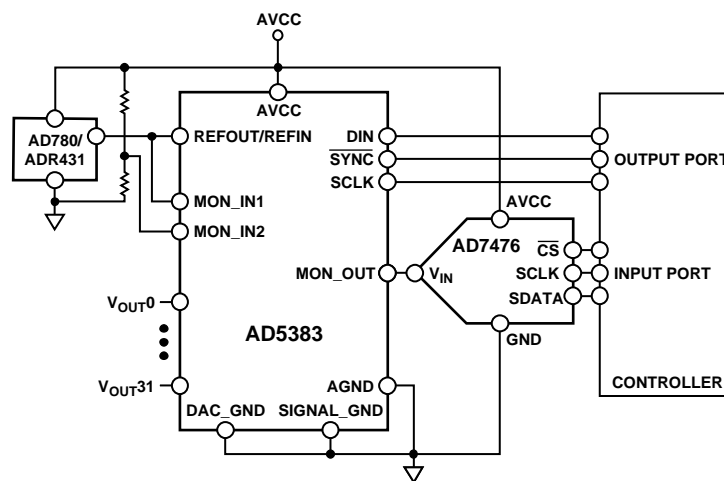 AVCC
AVCC
AD780/
ADR431
REFOUT/REFIN
DIN
SYNC
OUTPUT PORT
SCLK
MON_IN1
AVCC
MON_IN2
AD7476
CS
MON_OUT
VIN
SCLK
INPUT PORT
SDATA
VOUT0
AD5383
GND
VOUT31
AGND
CONTROLLER
DAC_GND
SIGNAL_GND